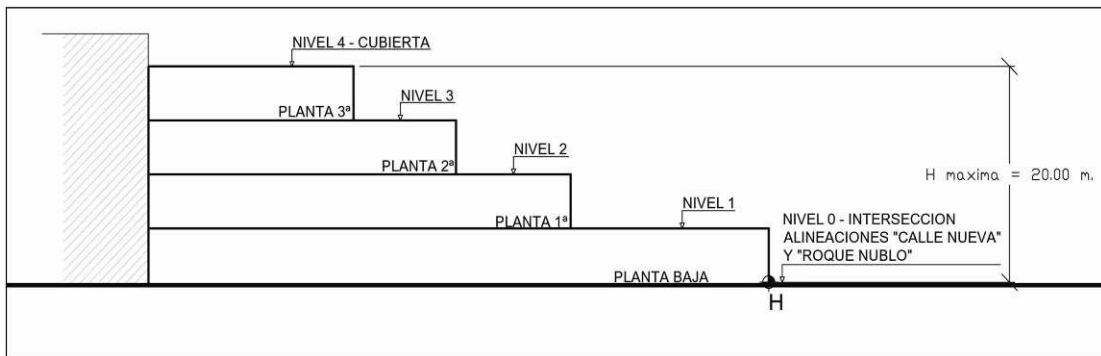 NIVEL 4 - CUBIERTA
NIVEL 3
PLANTA 3ª
NIVEL 2
PLANTA 2ª
H maxima = 20.00 m.
NIVEL 1
PLANTA 1ª
NIVEL 0 - INTERSECCION
ALINEACIONES "CALLE NUEVA"
Y "ROQUE NUBLO"
PLANTA BAJA
H